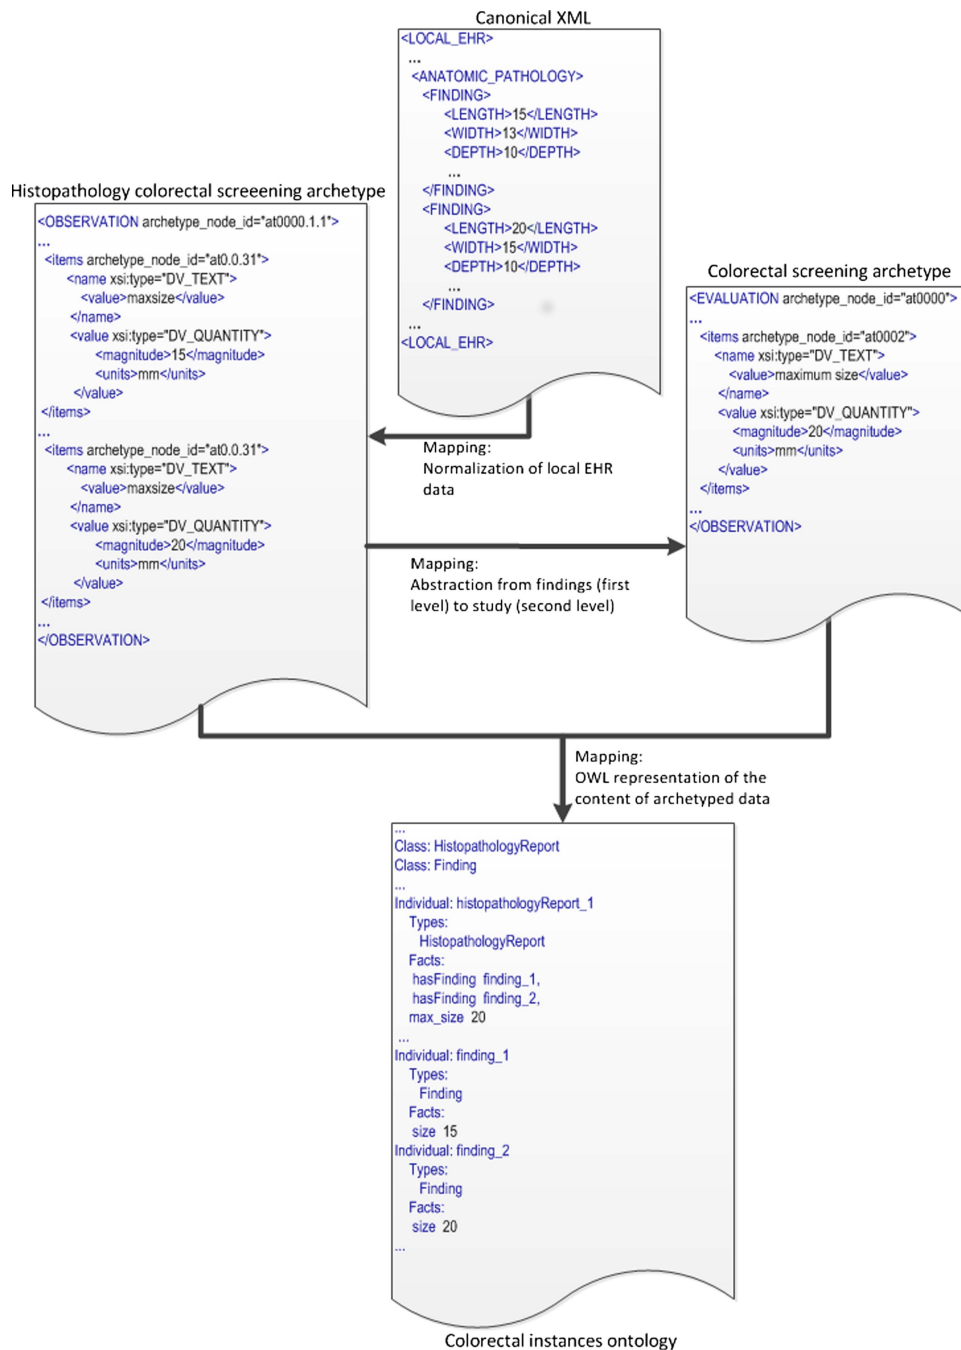 Canonical XML
<LOCAL_EHR>
...
<ANATOMIC_PATHOLOGY>
<FINDING>
<LENGTH>15</LENGTH>
<WIDTH>13</WIDTH>
<DEPTH>10</DEPTH>
...
</FINDING>
<FINDING>
<LENGTH>20</LENGTH>
<WIDTH>15</WIDTH>
<DEPTH>10</DEPTH>
...
</FINDING>
...
<LOCAL_EHR>
Histopathology colorectal screeening archetype
<OBSERVATION archetype_node_id="at0000.1.1">
...
<items archetype_node_id="at0.0.31">
<name xsi:type="DV_TEXT">
<value>maxsize</value>
</name>
<value xsi:type="DV_QUANTITY">
<magnitude>15</magnitude>
<units>mm</units>
</value>
</items>
...
<items archetype_node_id="at0.0.31">
<name xsi:type="DV_TEXT">
<value>maxsize</value>
</name>
<value xsi:type="DV_QUANTITY">
<magnitude>20</magnitude>
<units>mm</units>
</value>
</items>
...
</OBSERVATION>
Mapping:
Normalization of local EHR
data
Colorectal screening archetype
<EVALUATION archetype_node_id="at0000">
...
<items archetype_node_id="at0002">
<name xsi:type="DV_TEXT">
<value>maximum size</value>
</name>
<value xsi:type="DV_QUANTITY">
<magnitude>20</magnitude>
<units>mm</units>
</value>
</items>
...
</OBSERVATION>
Mapping:
Abstraction from findings (first
level) to study (second level)
Mapping:
OWL representation of the
content of archetyped data
...
Class: HistopathologyReport
Class: Finding
...
Individual: histopathologyReport_1
Types:
HistopathologyReport
Facts:
hasFinding finding_1,
hasFinding finding_2,
max_size 20
...
Individual: finding_1
Types:
Finding
Facts:
size 15
Individual: finding_2
Types:
Finding
Facts:
size 20
...
Colorectal instances ontology